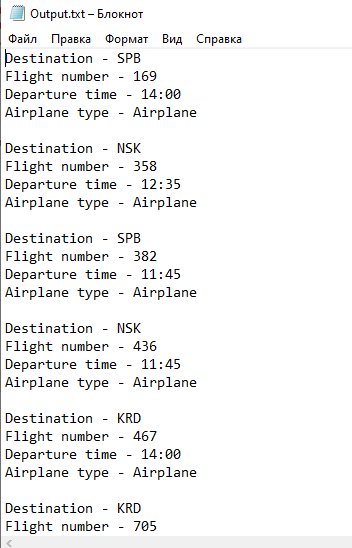 Output.txt – Блокнот
Файл Правка Формат Вид Справка
Destination - SPB
Flight number - 169
Departure time - 14:00
Airplane type - Airplane
Destination - NSK
Flight number - 358
Departure time - 12:35
Airplane type - Airplane
Destination - SPB
Flight number - 382
Departure time - 11:45
Airplane type - Airplane
Destination - NSK
Flight number - 436
Departure time - 11:45
Airplane type - Airplane
Destination - KRD
Flight number - 467
Departure time - 14:00
Airplane type - Airplane
Destination - KRD
Flight number - 705